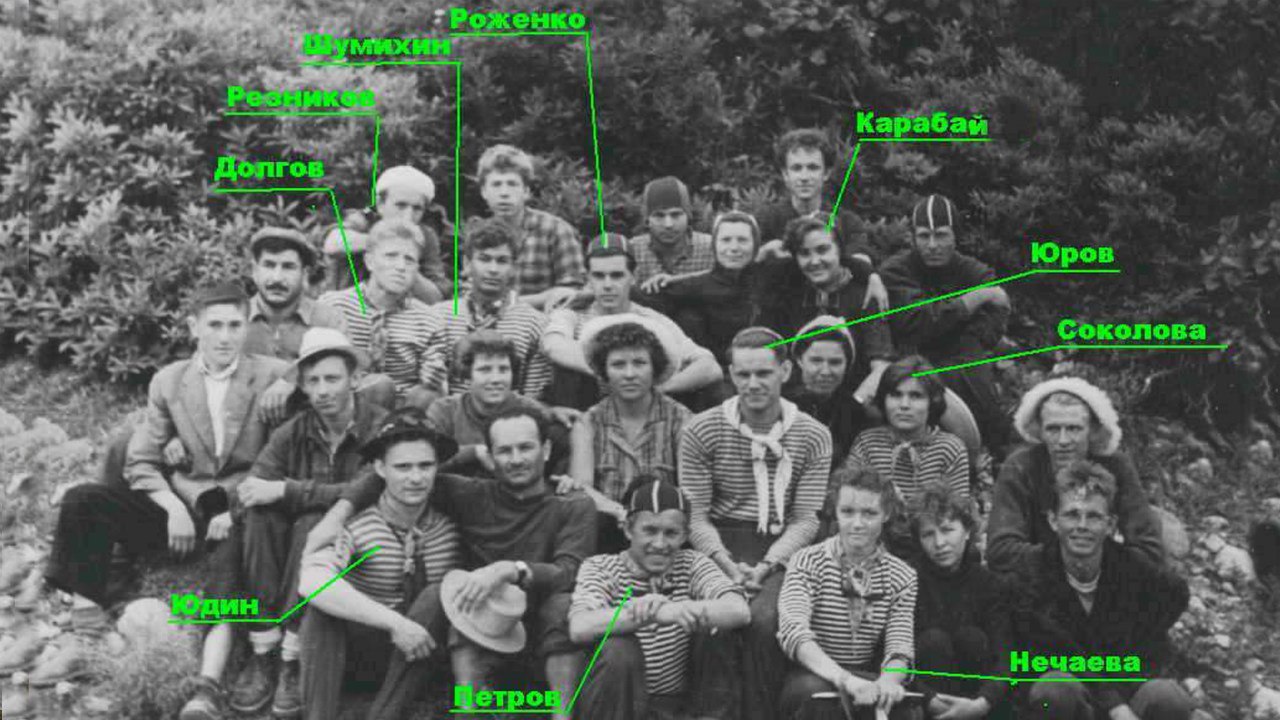 Роженко
Шумихин
Резников
Карабай
Долгов
Юров
Соколова
Юдин
Нечаева
Петров